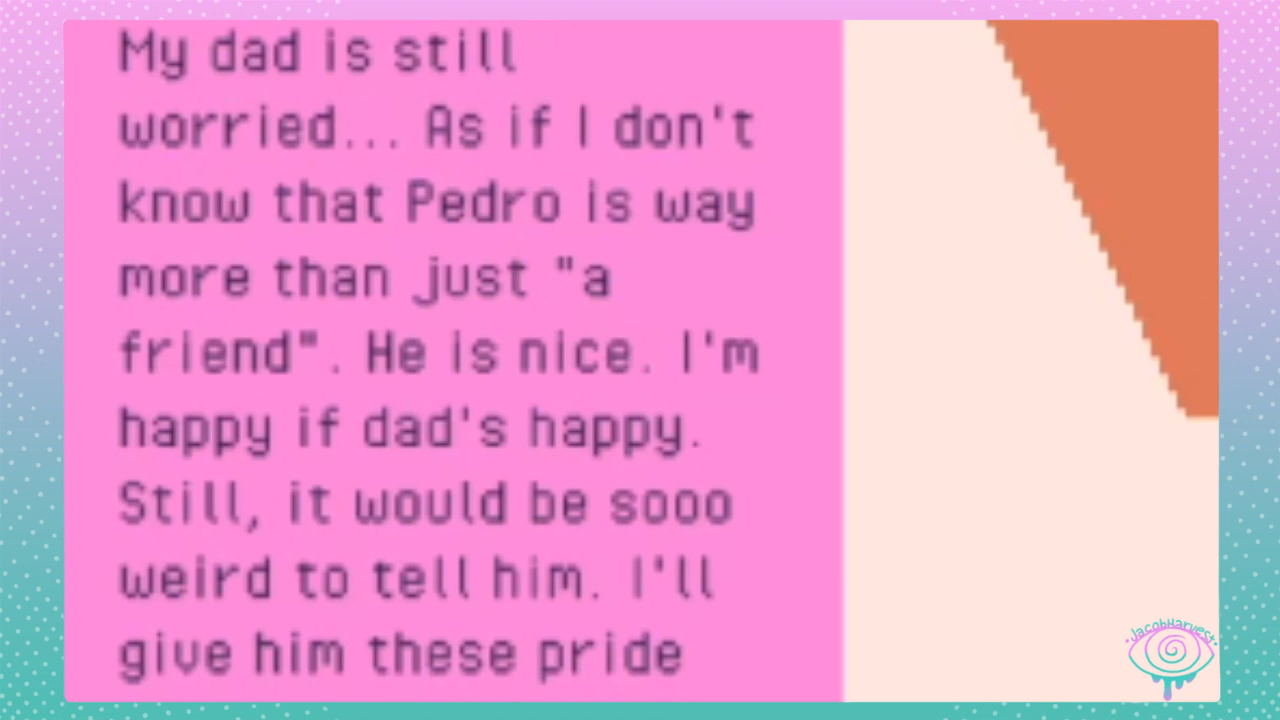 My dad is still
worried... As if I don't
know that Pedro is way
more than just "a
friend". He is nice. I'm
happy if dad's happy.
Still, it would be sooo
weird to tell him. I'll
give him these pride
JacobHarvest